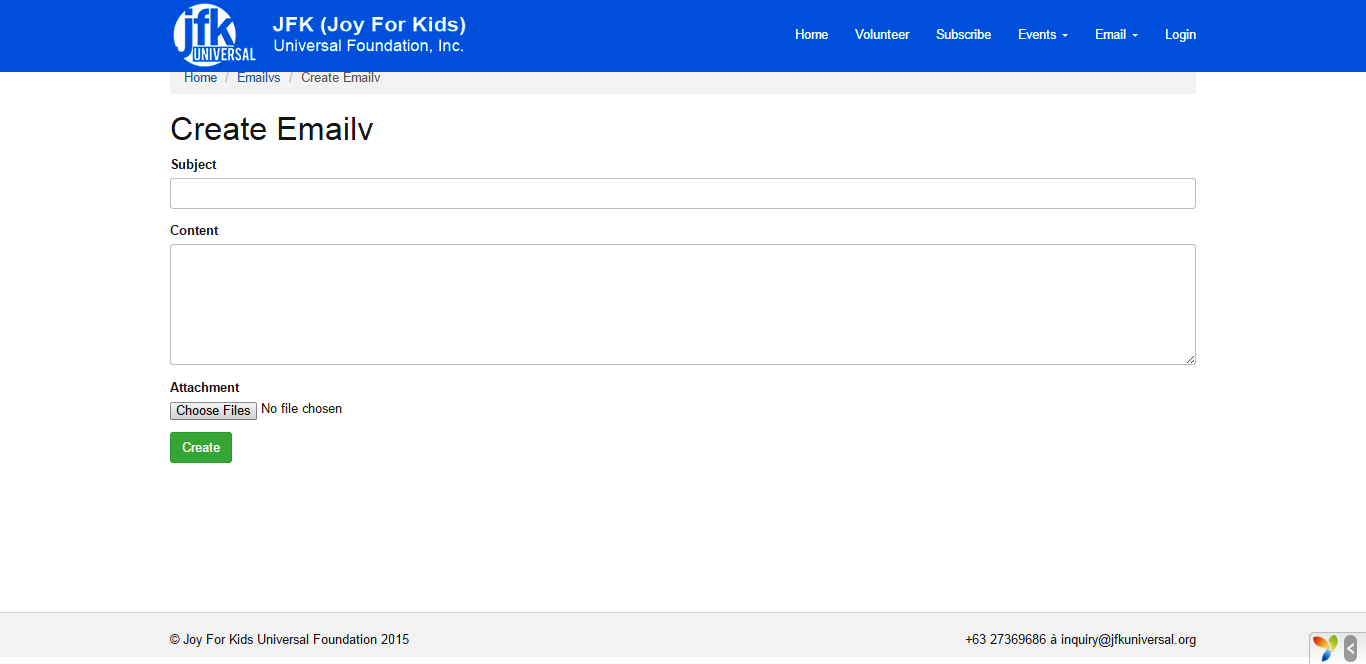 jfk
UNIVERSAL
JFK (Joy For Kids)
Universal Foundation, Inc.
Home Volunteer Subscribe Events Email Login
Home / Emailvs / Create Emailv
Create Emailv
Subject
Content
Attachment
Choose Files No file chosen
Create
© Joy For Kids Universal Foundation 2015
+63 27369686 à inquiry@jfkuniversal.org